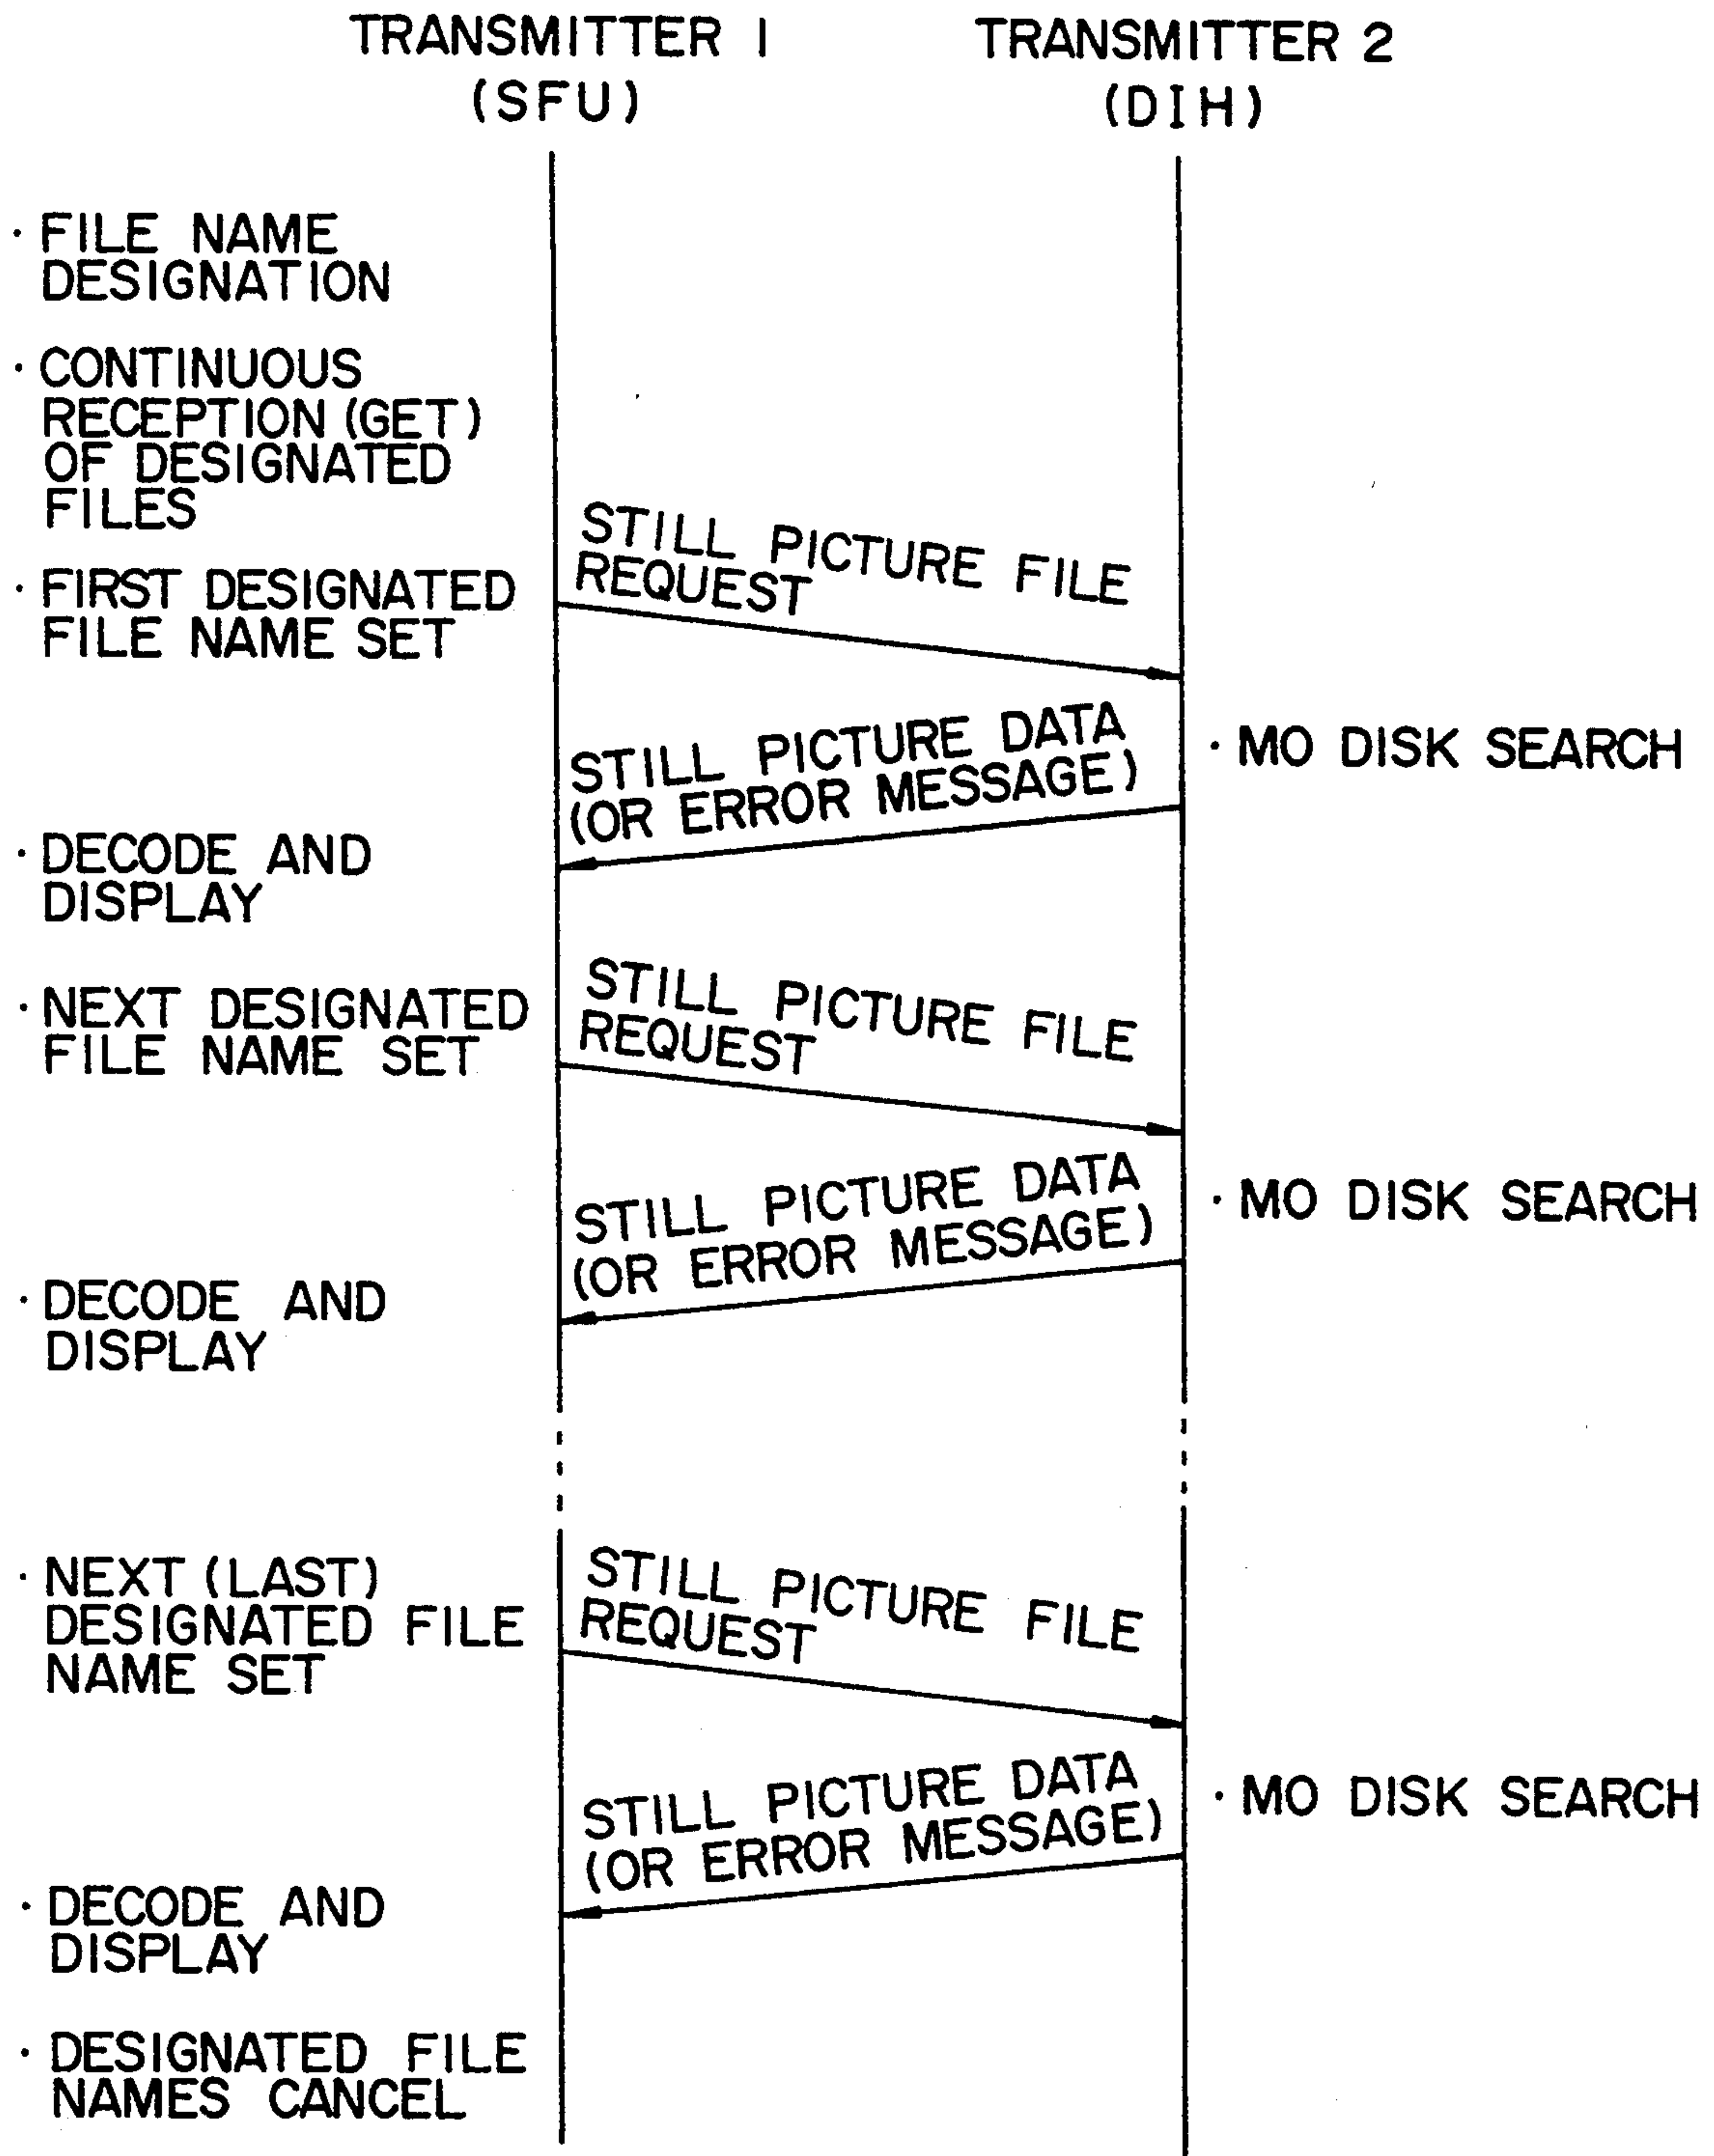 TRANSMITTER 1
(SFU)
TRANSMITTER 2
(DIH)
· FILE NAME
DESIGNATION
· CONTINUOUS
RECEPTION (GET)
OF DESIGNATED
FILES
STILL PICTURE FILE
REQUEST
· FIRST DESIGNATED
FILE NAME SET
STILL PICTURE DATA
(OR ERROR MESSAGE)
· MO DISK SEARCH
· DECODE AND
DISPLAY
STILL PICTURE FILE
REQUEST
· NEXT DESIGNATED
FILE NAME SET
STILL PICTURE DATA
(OR ERROR MESSAGE)
· MO DISK SEARCH
· DECODE AND
DISPLAY
STILL PICTURE FILE
REQUEST
· NEXT (LAST)
DESIGNATED FILE
NAME SET
STILL PICTURE DATA
(OR ERROR MESSAGE)
· MO DISK SEARCH
· DECODE AND
DISPLAY
· DESIGNATED FILE
NAMES CANCEL